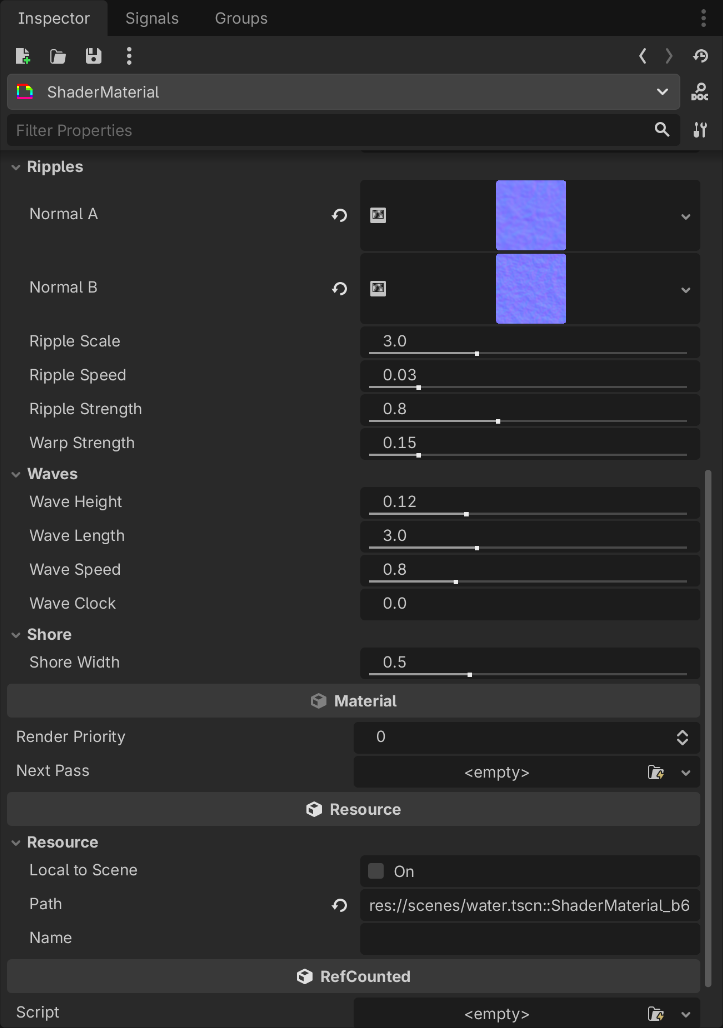 Inspector Signals Groups
ShaderMaterial
DOC
Filter Properties
Ripples
Normal A
Normal B
Ripple Scale 3.0
Ripple Speed 0.03
Ripple Strength 0.8
Warp Strength 0.15
Waves
Wave Height 0.12
Wave Length 3.0
Wave Speed 0.8
Wave Clock 0.0
Shore
Shore Width 0.5
Material
Render Priority 0
Next Pass <empty>
Resource
Resource
Local to Scene On
Path res://scenes/water.tscn::ShaderMaterial_b6
Name
RefCounted
Script <empty>